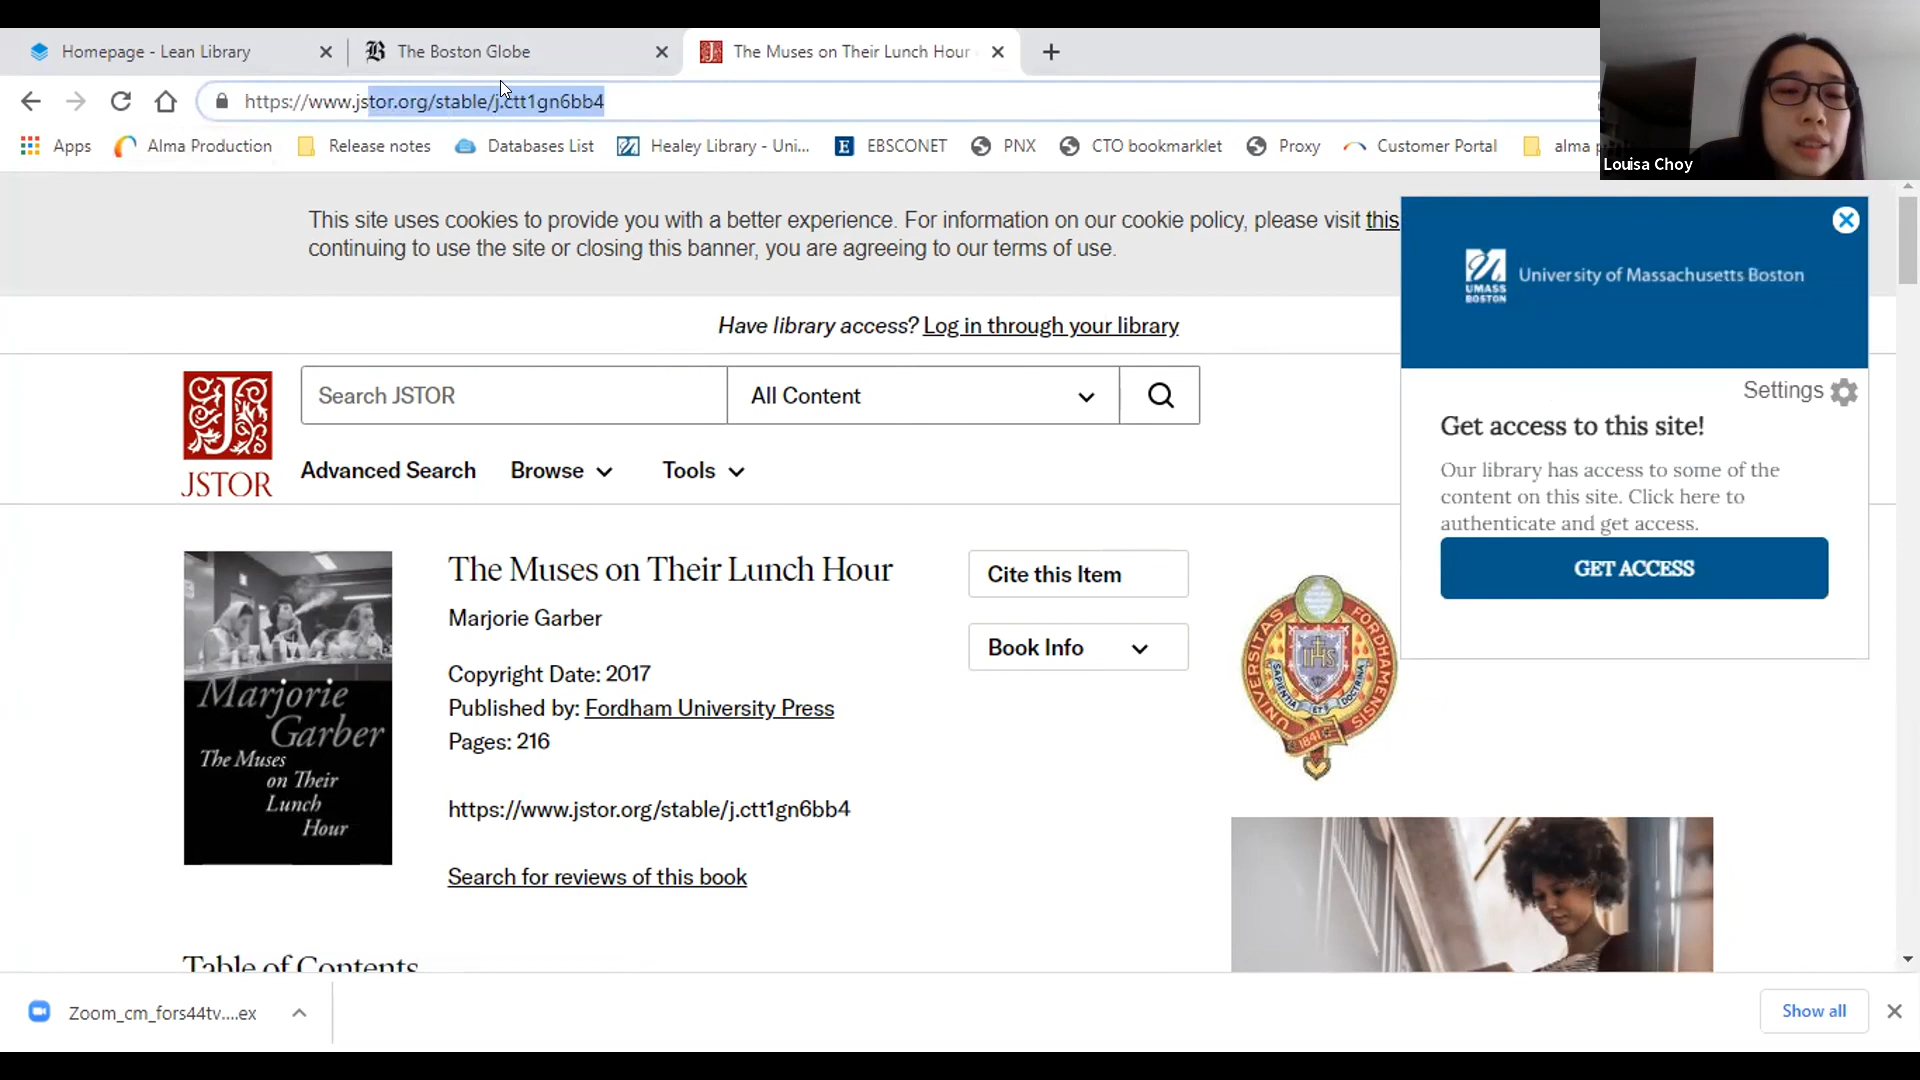 Homepage - Lean Library
The Boston Globe
The Muses on Their Lunch Hour
https://www.jstor.org/stable/j.ctt1gn6bb4
Apps
Alma Production
Release notes
Databases List
Healey Library - Uni...
EBSCONET
PNX
CTO bookmarklet
Proxy
Customer Portal
alma p
Louisa Choy
This site uses cookies to provide you with a better experience. For information on our cookie policy, please visit this
continuing to use the site or closing this banner, you are agreeing to our terms of use.
UMASS
BOSTON
University of Massachusetts Boston
Have library access? Log in through your library
Settings
Get access to this site!
Our library has access to some of the
content on this site. Click here to
authenticate and get access.
GET ACCESS
JSTOR
Search JSTOR
All Content
Advanced Search
Browse
Tools
Marjorie
Garber
The Muses
on Their
Lunch
Hour
The Muses on Their Lunch Hour
Marjorie Garber
Copyright Date: 2017
Published by: Fordham University Press
Pages: 216
https://www.jstor.org/stable/j.ctt1gn6bb4
Search for reviews of this book
Cite this Item
Book Info
UNIVERSITAS
FORDHAMENSIS
IHS
SAPIENTIA
ET
DOCTRINA
1841
Table of Contents
Zoom_cm_fors44tv....ex
Show all